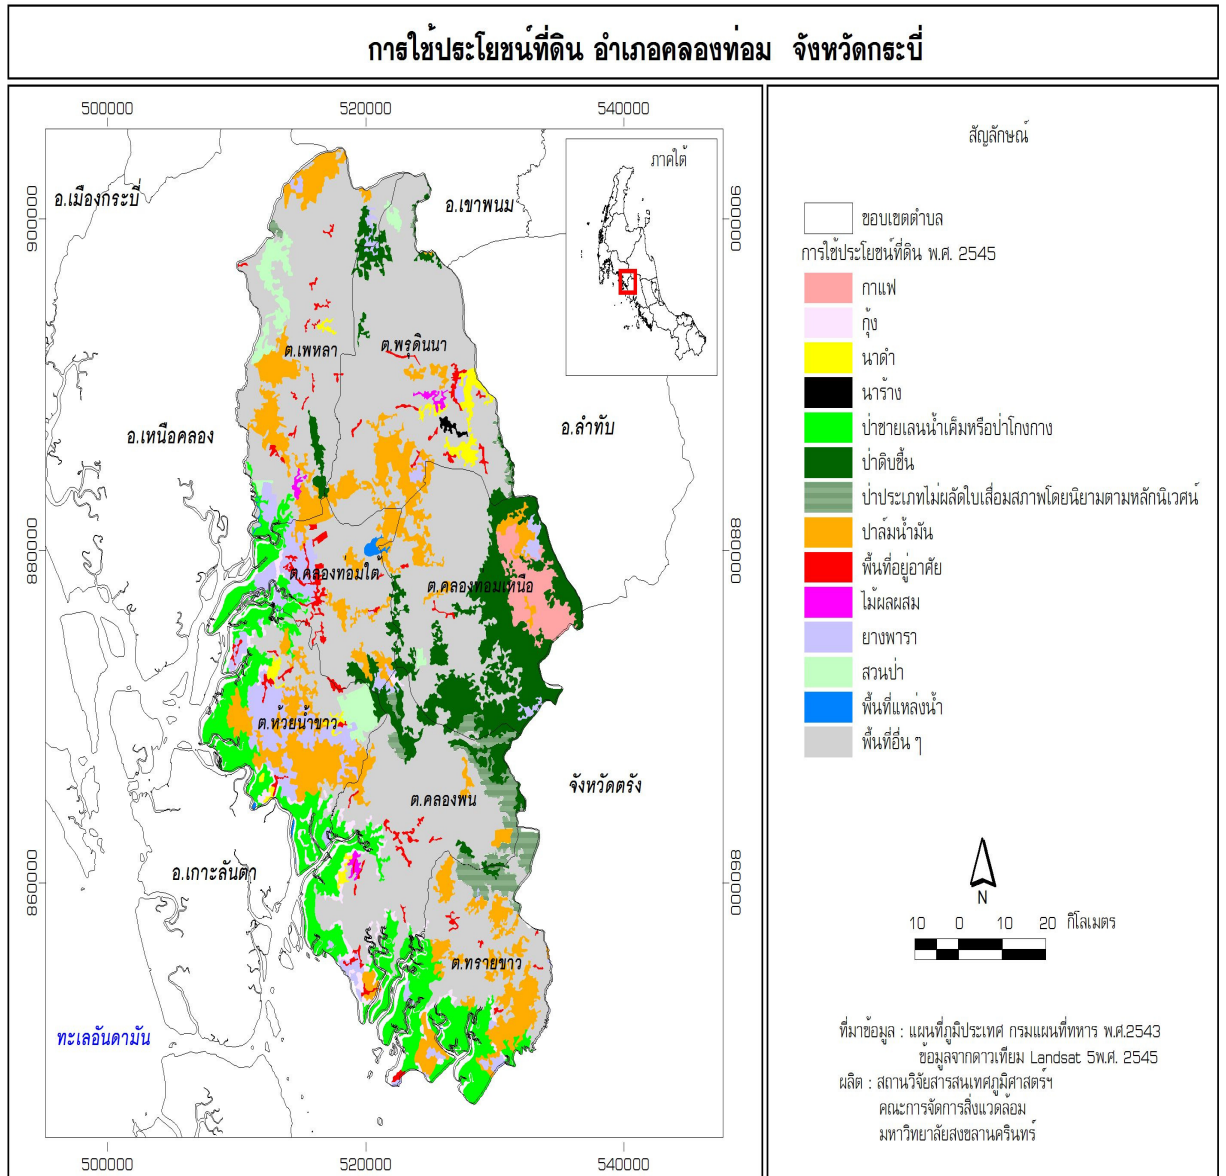 การใช้ประโยชน์ที่ดิน อำเภอคลองท่อม จังหวัดกระบี่
500000
520000
540000
ภาคใต้
อ.เมืองกระบี่
อ.เขาพนม
900000
900000
ต.เพหลา
ต.พรุดินนา
อ.เหนือคลอง
อ.ลำทับ
880000
880000
ต.คลองท่อมใต้
ต.คลองท่อมเหนือ
ต.ห้วยน้ำขาว
จังหวัดตรัง
ต.คลองพน
อ.เกาะลันตา
860000
860000
ต.ทรายขาว
ทะเลอันดามัน
500000
520000
540000
สัญลักษณ์
ขอบเขตตำบล
การใช้ประโยชน์ที่ดิน พ.ศ. 2545
กาแฟ
กุ้ง
นาดำ
นาร้าง
ป่าชายเลนน้ำเค็มหรือป่าโกงกาง
ป่าดิบชื้น
ป่าประเภทไม่ผลัดใบเสื่อมสภาพโดยนิยามตามหลักนิเวศน์
ปาล์มน้ำมัน
พื้นที่อยู่อาศัย
ไม้ผลผสม
ยางพารา
สวนป่า
พื้นที่แหล่งน้ำ
พื้นที่อื่น ๆ
N
10 0 10 20 กิโลเมตร
ที่มาข้อมูล : แผนที่ภูมิประเทศ กรมแผนที่ทหาร พ.ศ.2543
ข้อมูลจากดาวเทียม Landsat 5พ.ศ. 2545
ผลิต : สถานวิจัยสารสนเทศภูมิศาสตร์ฯ
คณะการจัดการสิ่งแวดล้อม
มหาวิทยาลัยสงขลานครินทร์